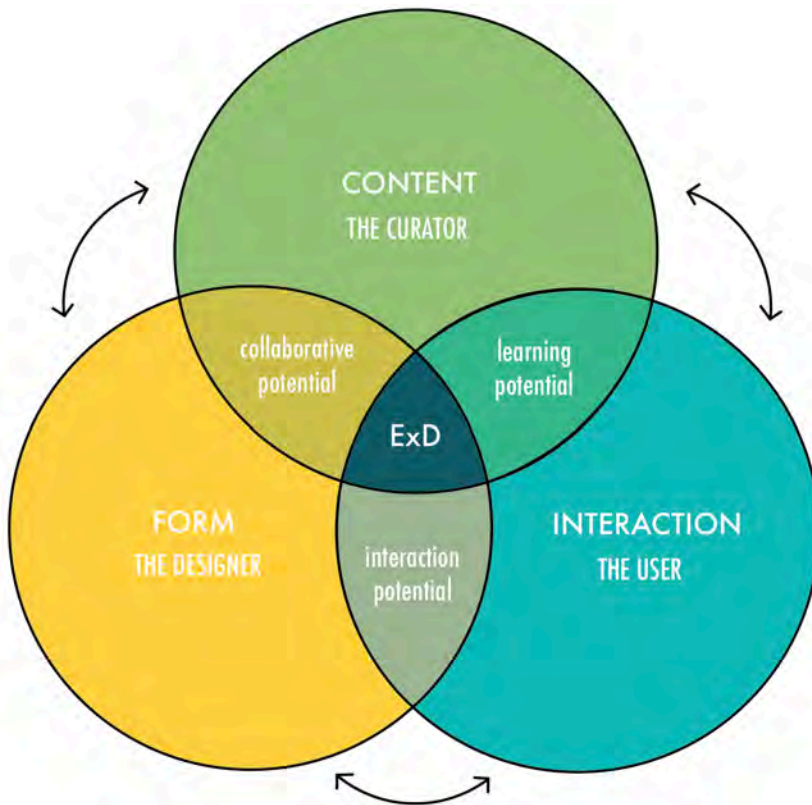 CONTENT
THE CURATOR
collaborative
potential
learning
potential
ExD
FORM
THE DESIGNER
INTERACTION
THE USER
interaction
potential